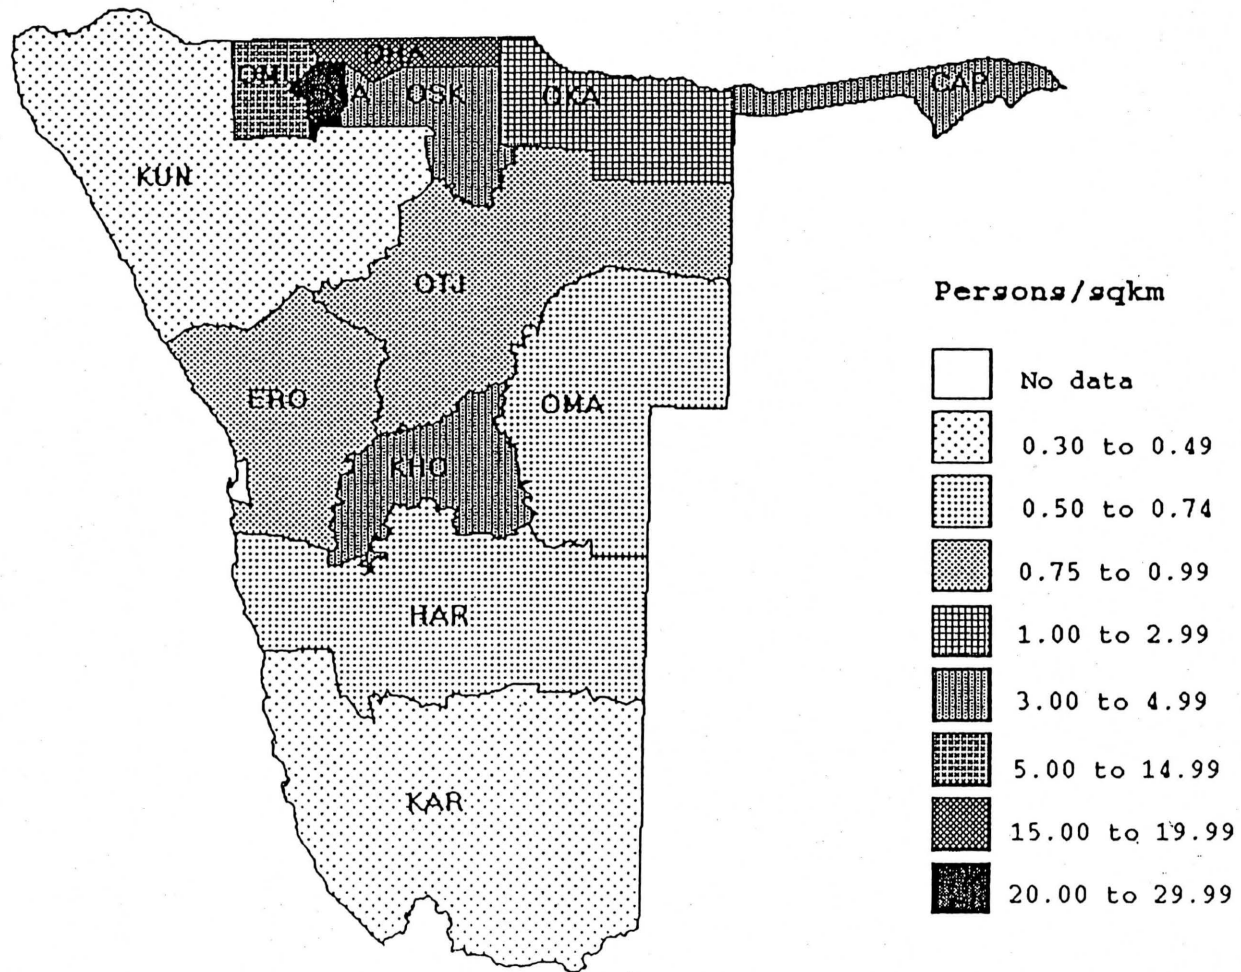 OHA
OMU
OSK
OKA
CAP
KUN
OTJ
ERO
OMA
KHO
HAR
KAR
Persons/sqkm
No data
0.30 to 0.49
0.50 to 0.74
0.75 to 0.99
1.00 to 2.99
3.00 to 4.99
5.00 to 14.99
15.00 to 19.99
20.00 to 29.99